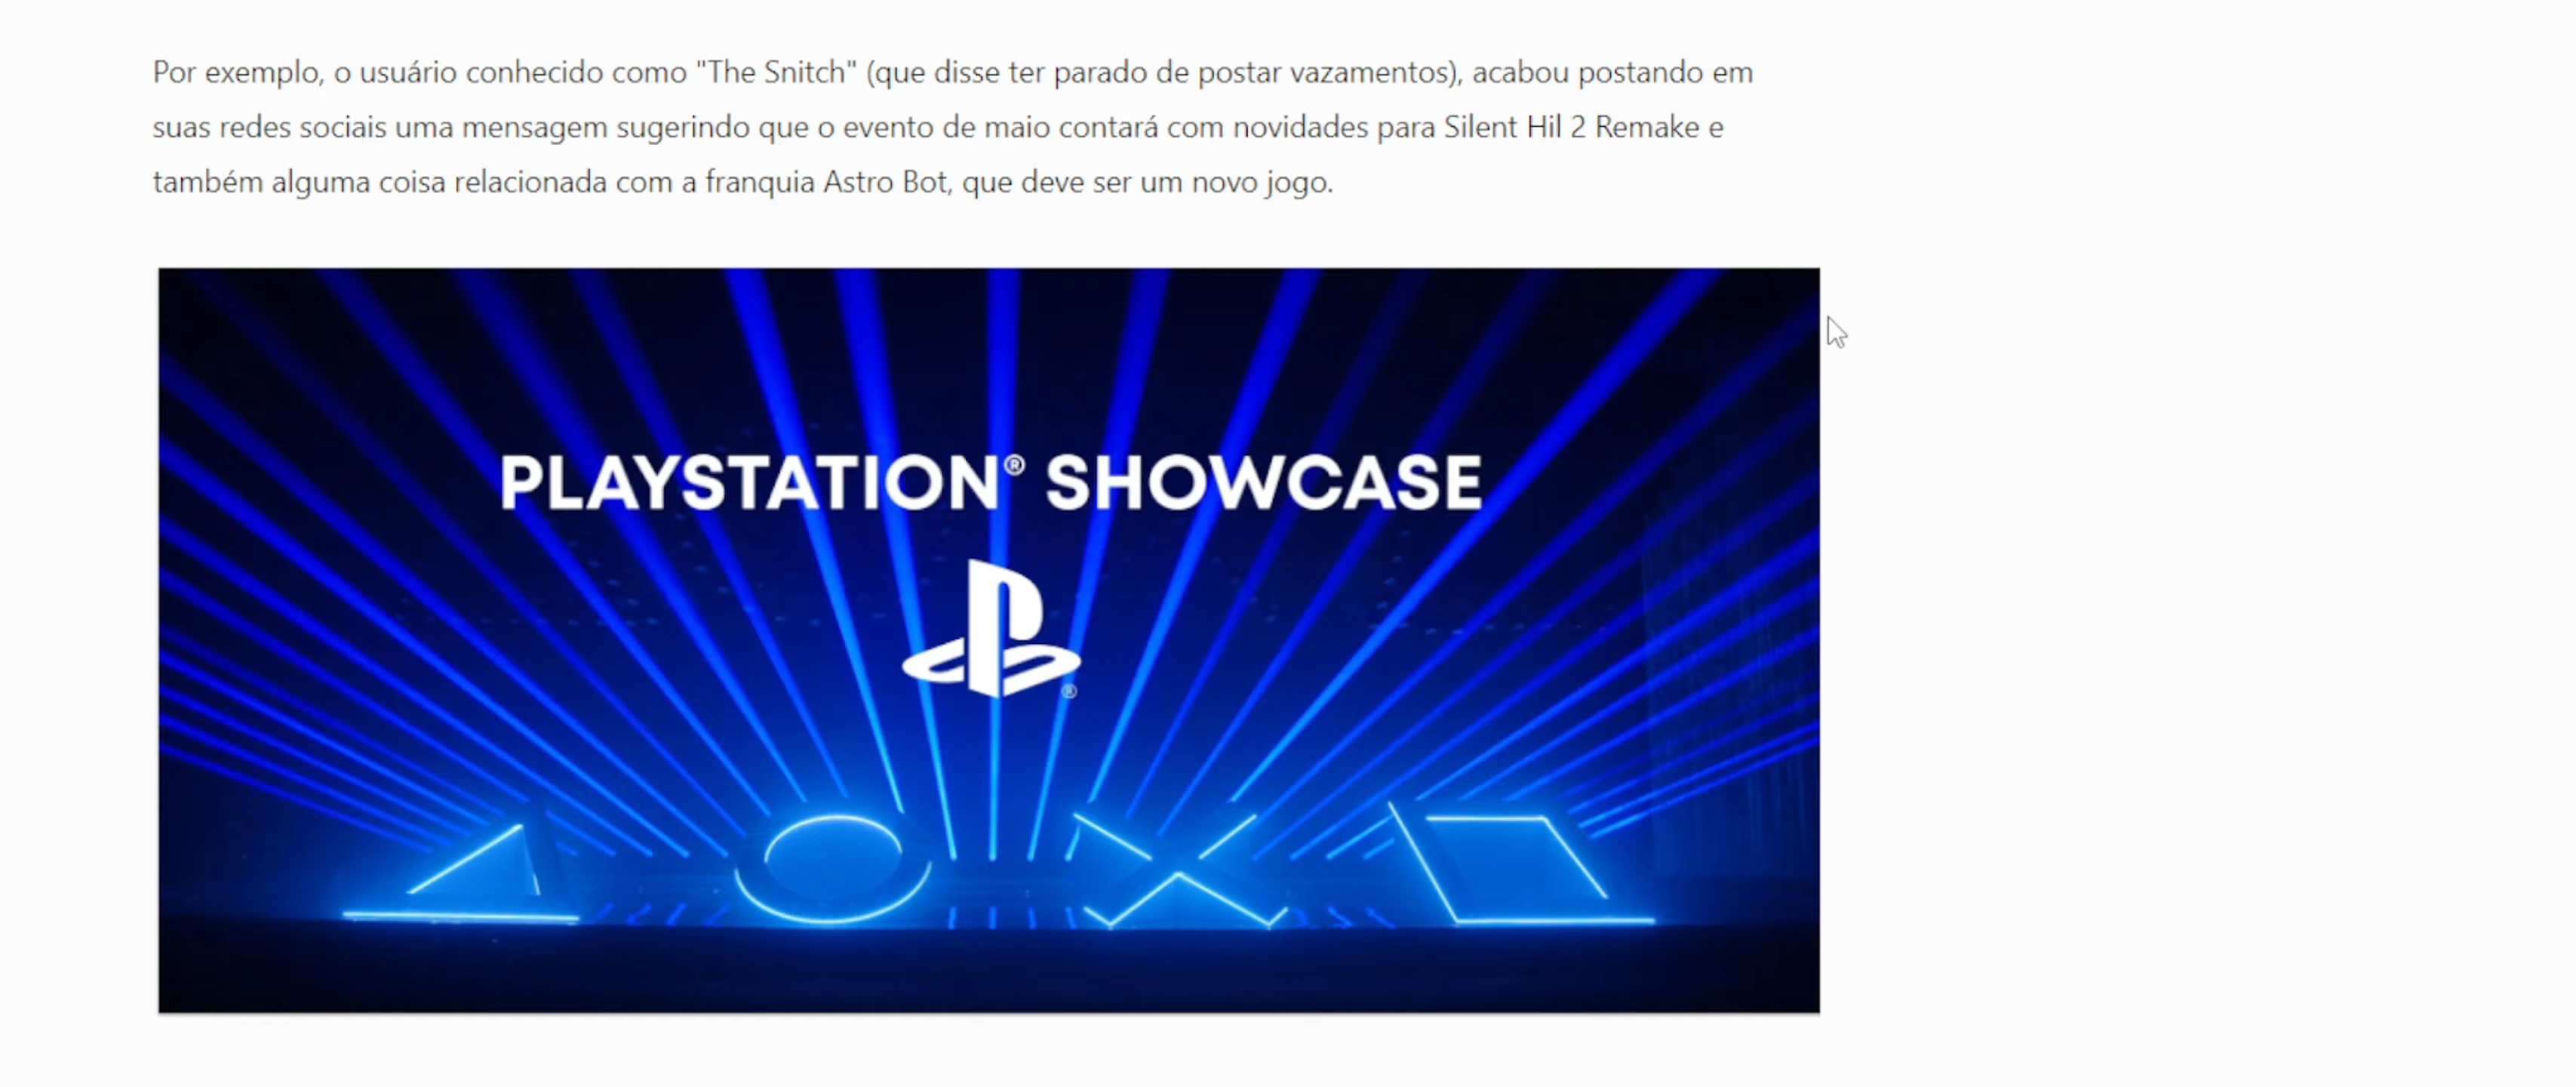 Por exemplo, o usuário conhecido como "The Snitch" (que disse ter parado de postar vazamentos), acabou postando em
suas redes sociais uma mensagem sugerindo que o evento de maio contará com novidades para Silent Hil 2 Remake e
também alguma coisa relacionada com a franquia Astro Bot, que deve ser um novo jogo.
PLAYSTATION® SHOWCASE
®